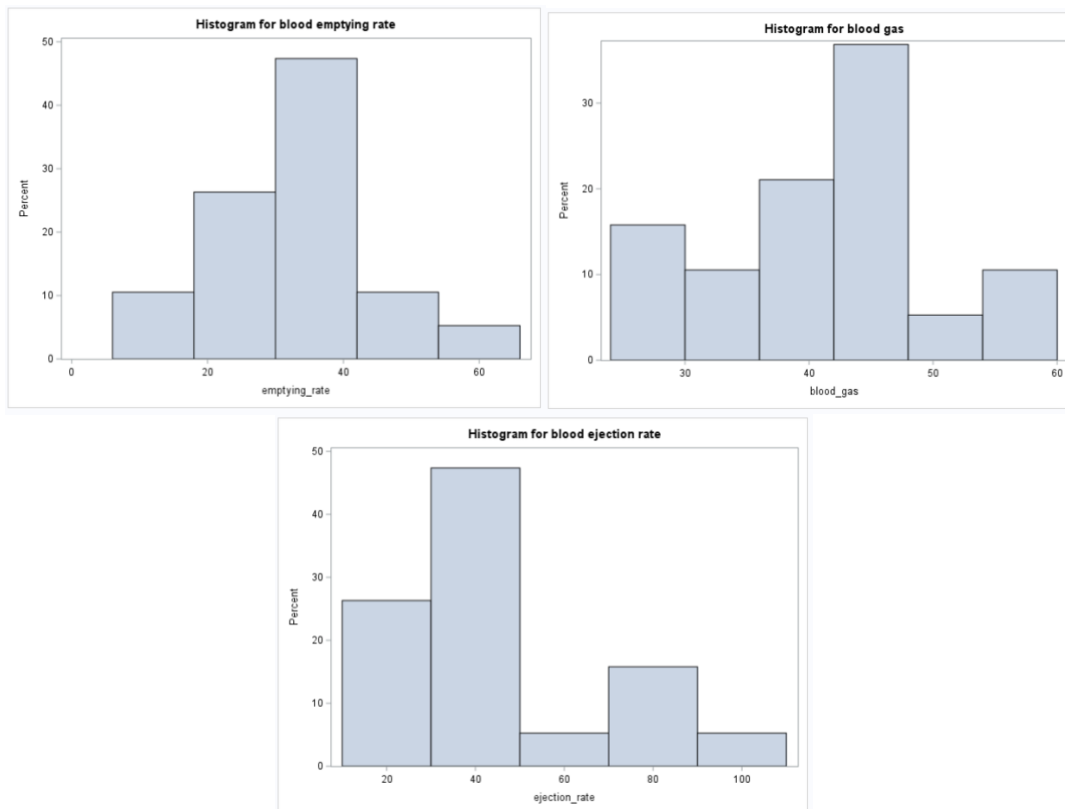 Histogram for blood emptying rate
50
40
30
20
10
0
Percent
0 20 40 60
emptying_rate
Histogram for blood gas
30
20
10
0
Percent
30 40 50 60
blood_gas
Histogram for blood ejection rate
50
40
30
20
10
0
Percent
20 40 60 80 100
ejection_rate